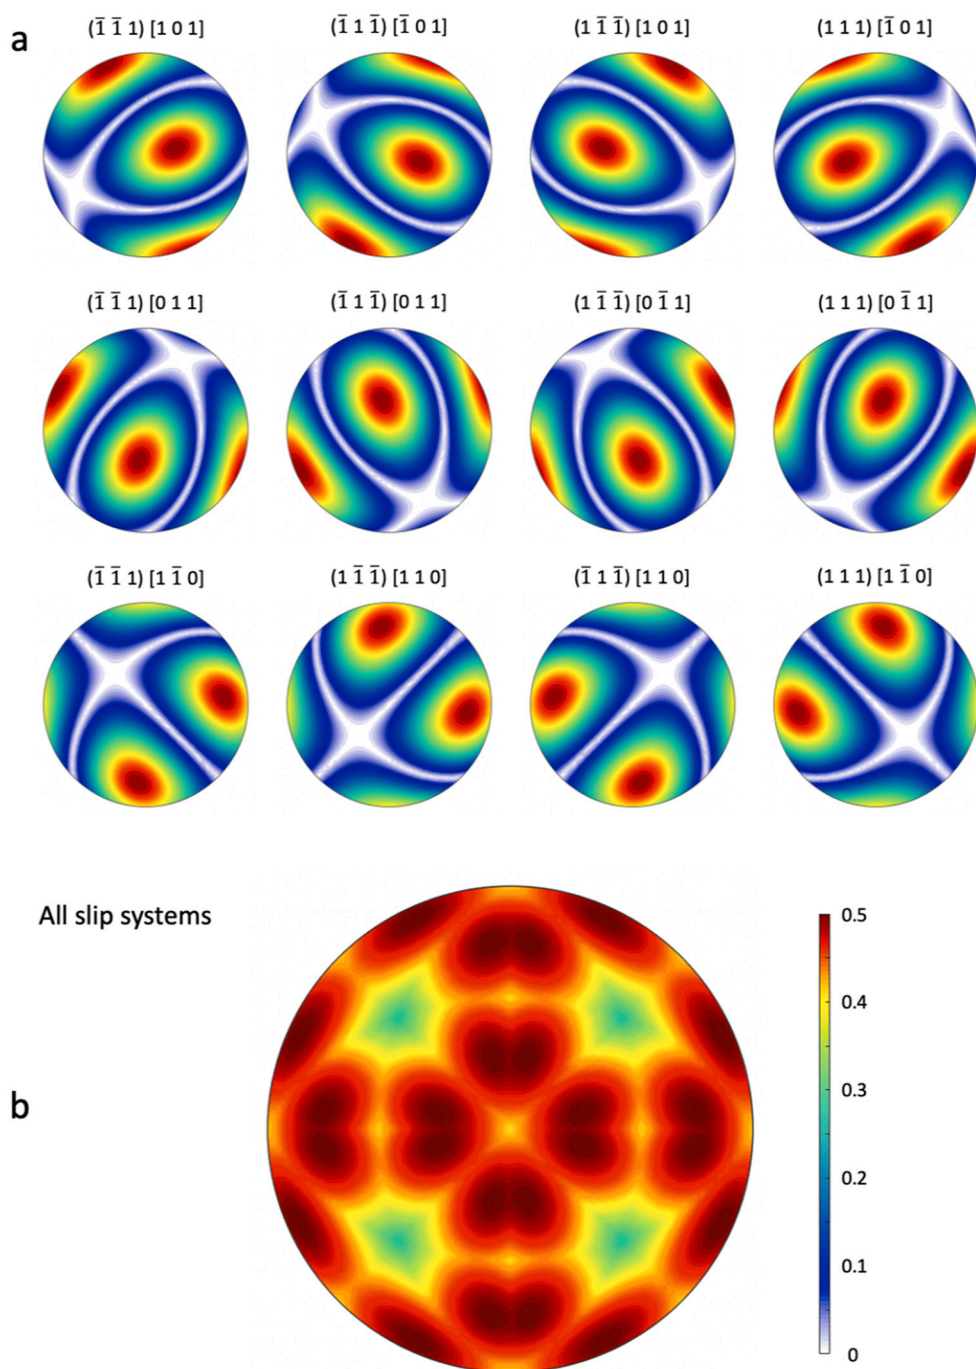 a
(1̅ 1̅ 1) [1 0 1] (1̅ 1 1̅) [1̅ 0 1] (1 1̅ 1̅) [1 0 1] (1 1 1) [1̅ 0 1]
(1̅ 1̅ 1) [0 1 1] (1̅ 1 1̅) [0 1 1] (1 1̅ 1̅) [0 1̅ 1] (1 1 1) [0 1̅ 1]
(1̅ 1̅ 1) [1 1̅ 0] (1 1̅ 1̅) [1 1 0] (1̅ 1 1̅) [1 1 0] (1 1 1) [1 1̅ 0]
All slip systems
b
0.5
0.4
0.3
0.2
0.1
0